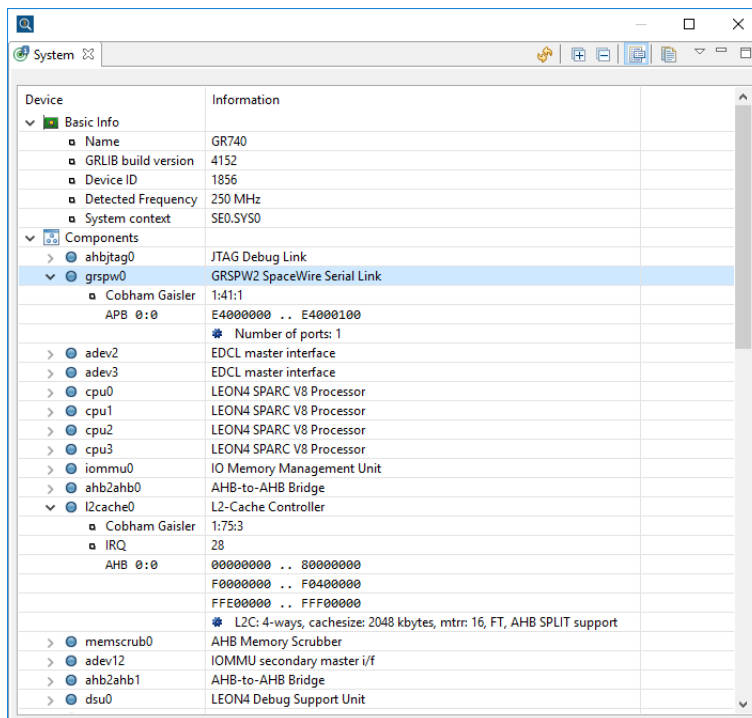 System
Device Information
Basic Info
Name GR740
GRLIB build version 4152
Device ID 1856
Detected Frequency 250 MHz
System context SE0.SYS0
Components
ahbjtag0 JTAG Debug Link
grspw0 GRSPW2 SpaceWire Serial Link
Cobham Gaisler 1:41:1
APB 0:0 E4000000 .. E4000100
Number of ports: 1
adev2 EDCL master interface
adev3 EDCL master interface
cpu0 LEON4 SPARC V8 Processor
cpu1 LEON4 SPARC V8 Processor
cpu2 LEON4 SPARC V8 Processor
cpu3 LEON4 SPARC V8 Processor
iommu0 IO Memory Management Unit
ahb2ahb0 AHB-to-AHB Bridge
l2cache0 L2-Cache Controller
Cobham Gaisler 1:75:3
IRQ 28
AHB 0:0 00000000 .. 80000000
F0000000 .. F0400000
FFE00000 .. FFF00000
L2C: 4-ways, cachesize: 2048 kbytes, mtrr: 16, FT, AHB SPLIT support
memscrub0 AHB Memory Scrubber
adev12 IOMMU secondary master i/f
ahb2ahb1 AHB-to-AHB Bridge
dsu0 LEON4 Debug Support Unit